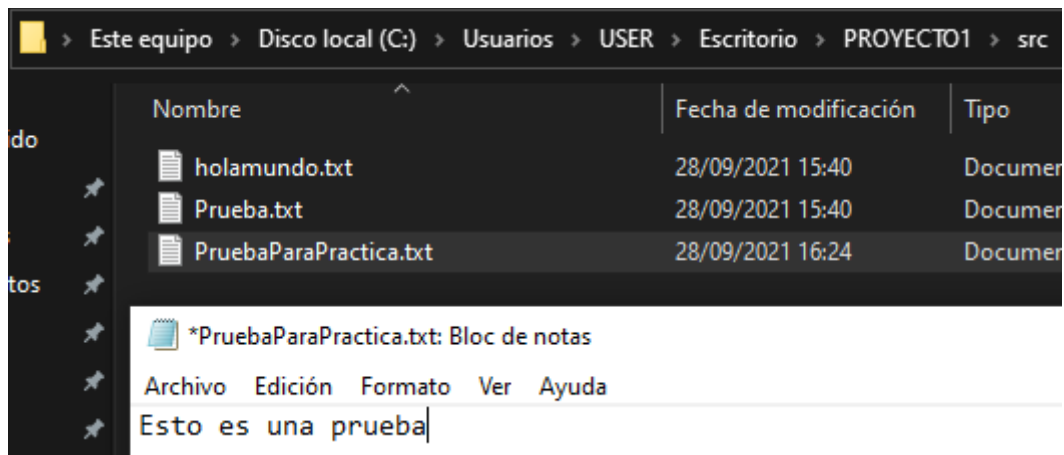 Este equipo > Disco local (C:) > Usuarios > USER > Escritorio > PROYECTO1 > src
Nombre Fecha de modificación Tipo
ido
holamundo.txt 28/09/2021 15:40 Documen
Prueba.txt 28/09/2021 15:40 Documen
PruebaParaPractica.txt 28/09/2021 16:24 Documen
tos
*PruebaParaPractica.txt: Bloc de notas
Archivo Edición Formato Ver Ayuda
Esto es una prueba